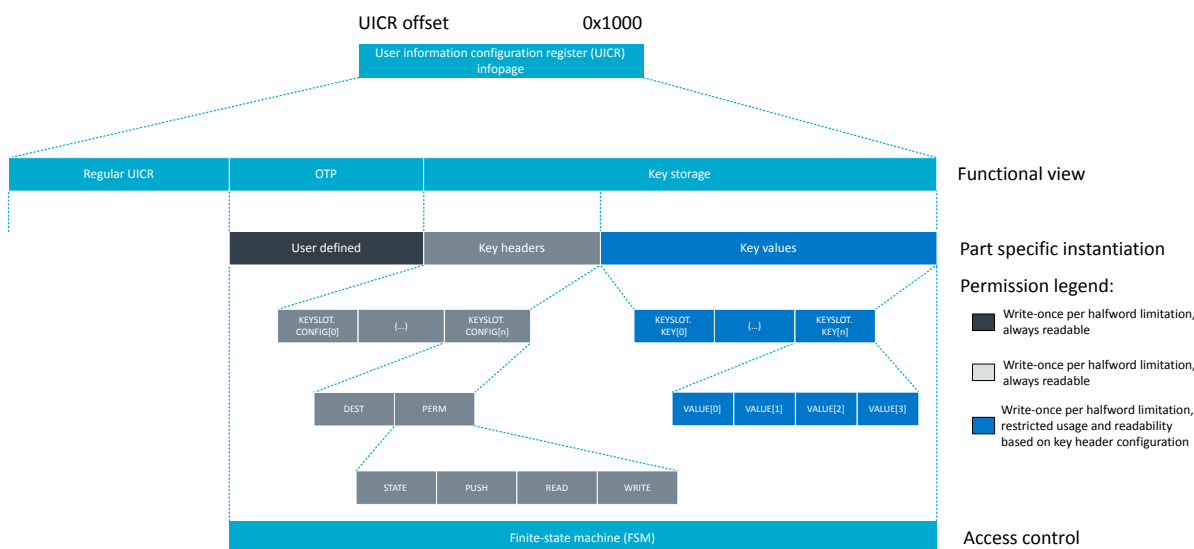 UICR offset 0x1000
User information configuration register (UICR)
infopage
Regular UICR OTP Key storage Functional view
User defined Key headers Key values Part specific instantiation
Permission legend:
KEYSLOT. CONFIG[0] (...) KEYSLOT. CONFIG[n] KEYSLOT. KEY[0] (...) KEYSLOT. KEY[n]
Write-once per halfword limitation,
always readable
Write-once per halfword limitation,
always readable
DEST PERM VALUE[0] VALUE[1] VALUE[2] VALUE[3]
Write-once per halfword limitation,
restricted usage and readability
based on key header configuration
STATE PUSH READ WRITE
Finite-state machine (FSM) Access control